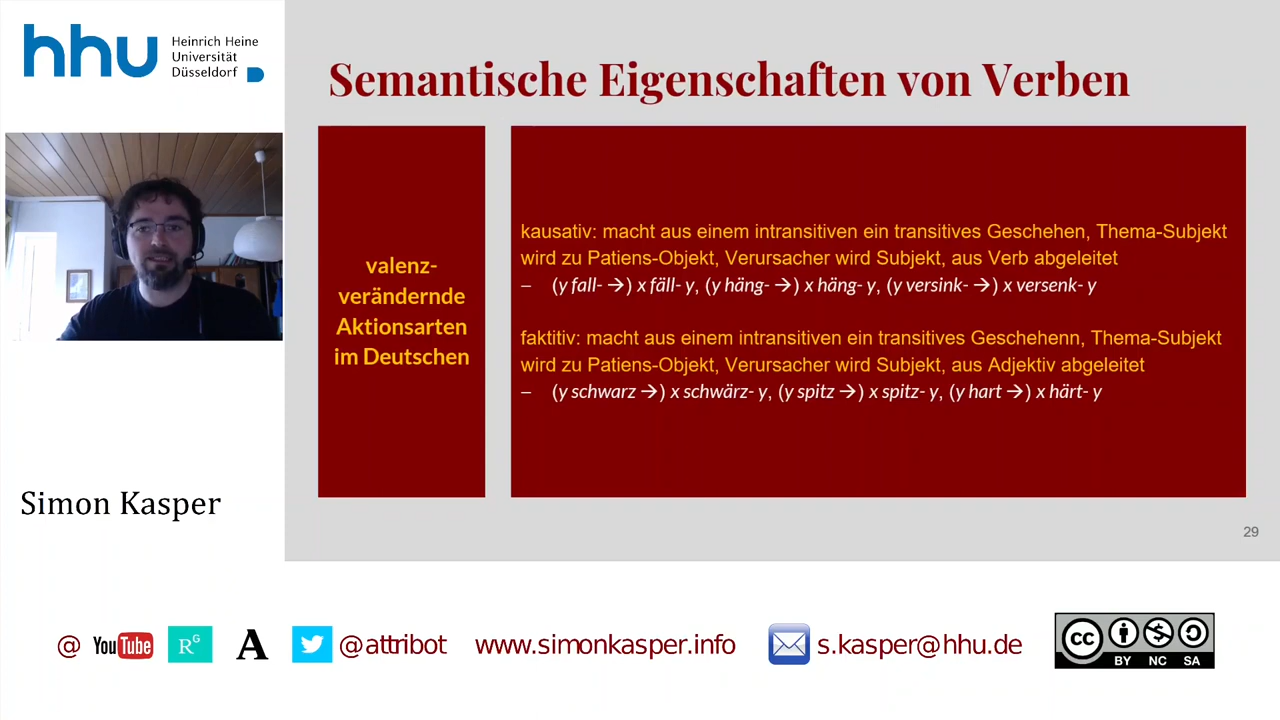 hhu Heinrich Heine
Universität
Düsseldorf
Semantische Eigenschaften von Verben
valenz-
verändernde
Aktionsarten
im Deutschen
kausativ: macht aus einem intransitiven ein transitives Geschehen, Thema-Subjekt
wird zu Patiens-Objekt, Verursacher wird Subjekt, aus Verb abgeleitet
– (y fall- →) x fäll- y, (y häng- →) x häng- y, (y versink- →) x versenk- y
faktitiv: macht aus einem intransitiven ein transitives Geschehenn, Thema-Subjekt
wird zu Patiens-Objekt, Verursacher wird Subjekt, aus Adjektiv abgeleitet
– (y schwarz →) x schwärz- y, (y spitz →) x spitz- y, (y hart →) x härt- y
Simon Kasper
29
@ YouTube RG A @attribot www.simonkasper.info s.kasper@hhu.de cc
BY NC SA